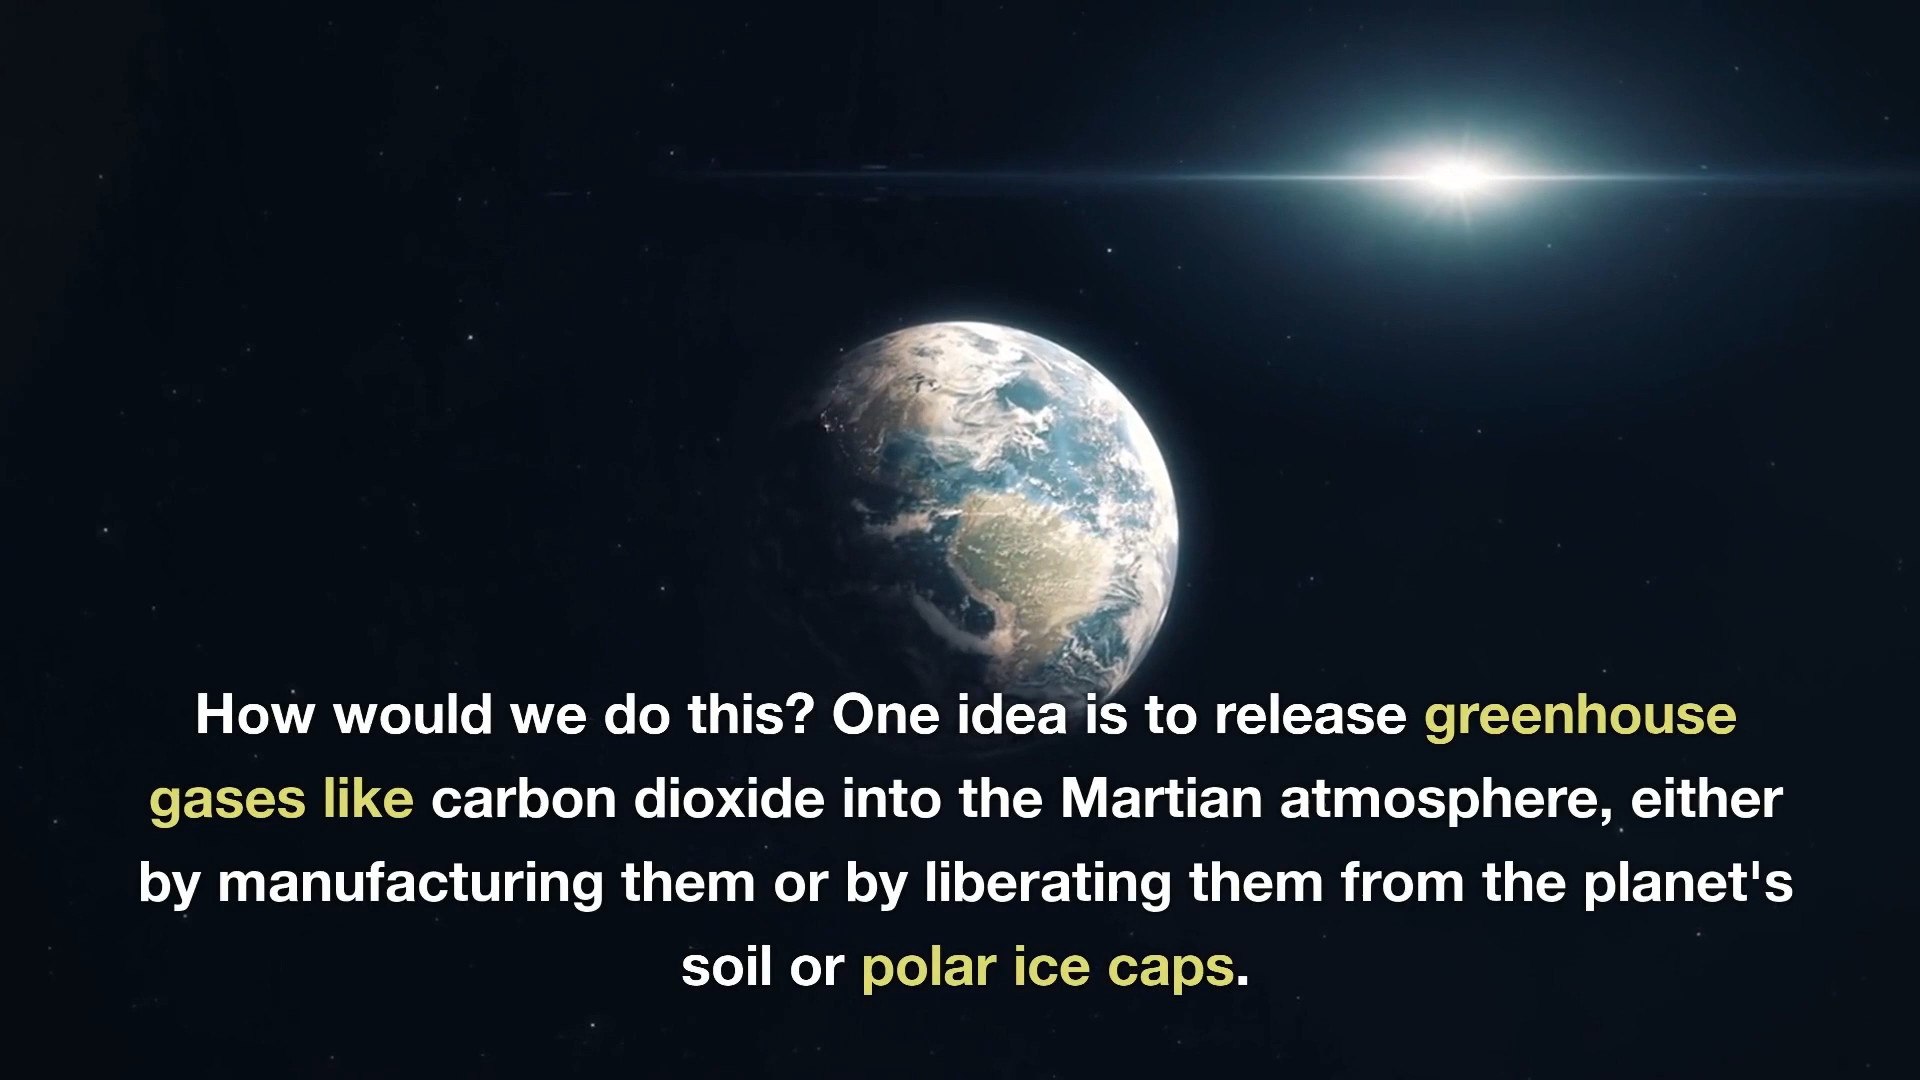 How would we do this? One idea is to release greenhouse
gases like carbon dioxide into the Martian atmosphere, either
by manufacturing them or by liberating them from the planet's
soil or polar ice caps.